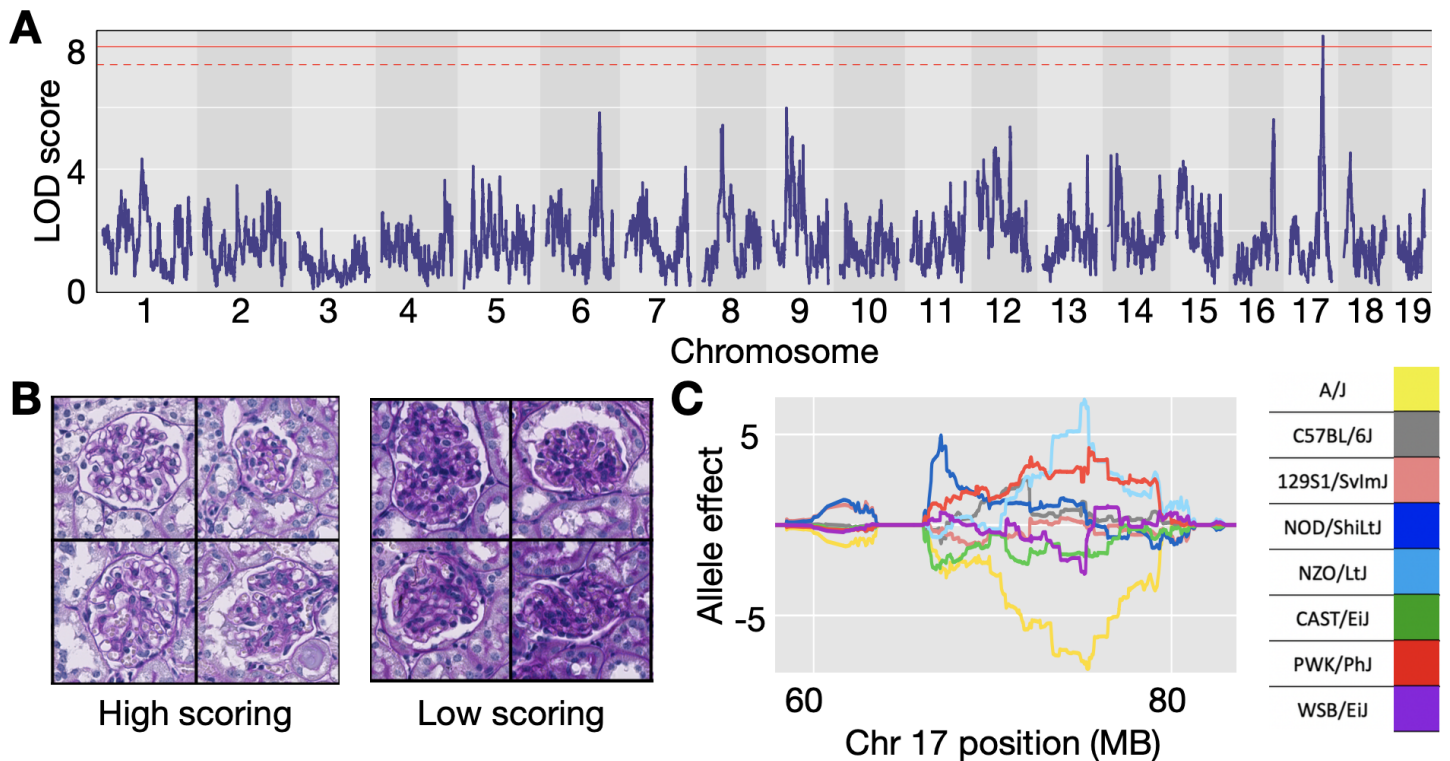 A
LOD score
8
4
0
1 2 3 4 5 6 7 8 9 10 11 12 13 14 15 16 17 18 19
Chromosome
B
High scoring
Low scoring
C
Allele effect
5
-5
60
80
Chr 17 position (MB)
A/J
C57BL/6J
129S1/SvImJ
NOD/ShiLtJ
NZO/LtJ
CAST/EiJ
PWK/PhJ
WSB/EiJ